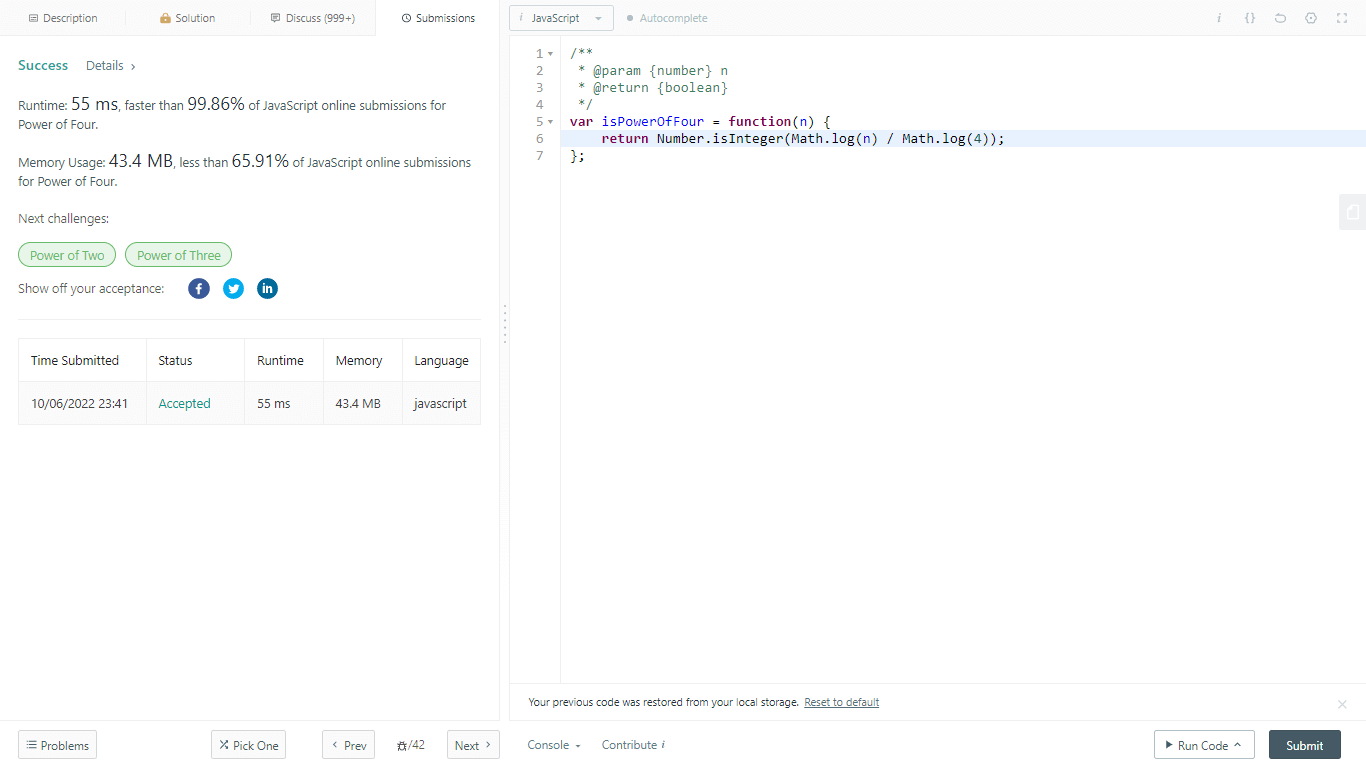 Description
Solution
Discuss (999+)
Submissions
i JavaScript
Autocomplete
i {}
Success Details
Runtime: 55 ms, faster than 99.86% of JavaScript online submissions for
Power of Four.
Memory Usage: 43.4 MB, less than 65.91% of JavaScript online submissions
for Power of Four.
Next challenges:
Power of Two Power of Three
Show off your acceptance: f in
Time Submitted Status Runtime Memory Language
10/06/2022 23:41 Accepted 55 ms 43.4 MB javascript
1 /**
2 * @param {number} n
3 * @return {boolean}
4 */
5 var isPowerOfFour = function(n) {
6 return Number.isInteger(Math.log(n) / Math.log(4));
7 };
Your previous code was restored from your local storage. Reset to default
Problems Pick One Prev /42 Next Console Contribute i Run Code Submit